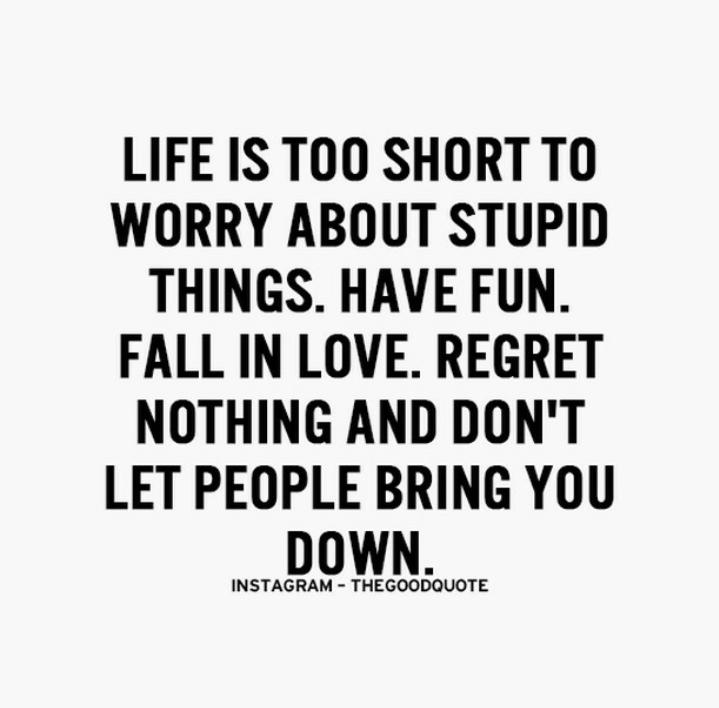 LIFE IS TOO SHORT TO
WORRY ABOUT STUPID
THINGS. HAVE FUN.
FALL IN LOVE. REGRET
NOTHING AND DON'T
LET PEOPLE BRING YOU
DOWN.
INSTAGRAM - THEGOODQUOTE